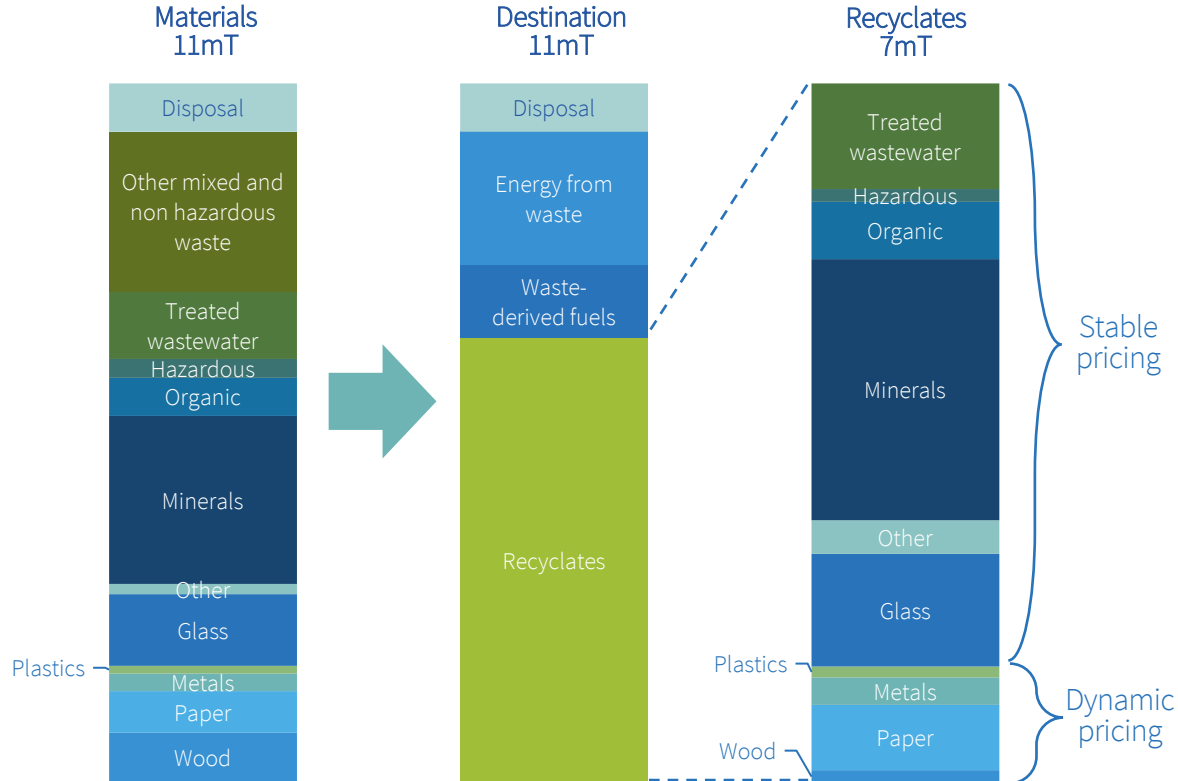 Materials
11mT
Disposal
Other mixed and
non hazardous
waste
Treated
wastewater
Hazardous
Organic
Minerals
Other
Glass
Plastics
Metals
Paper
Wood
Destination
11mT
Disposal
Energy from
waste
Waste-
derived fuels
Recyclates
Recyclates
7mT
Treated
wastewater
Hazardous
Organic
Minerals
Other
Glass
Plastics
Metals
Paper
Wood
Stable
pricing
Dynamic
pricing